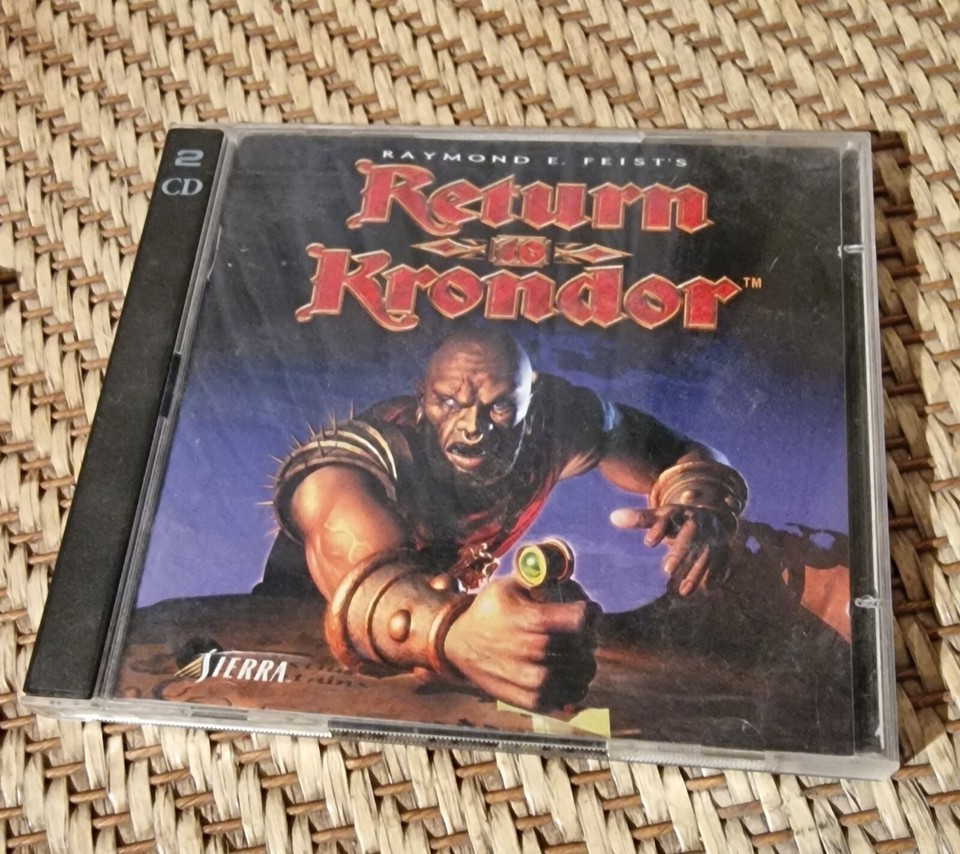 2
CD
RAYMOND E. FEIST'S
Return
to
Krondor™
SIERRA